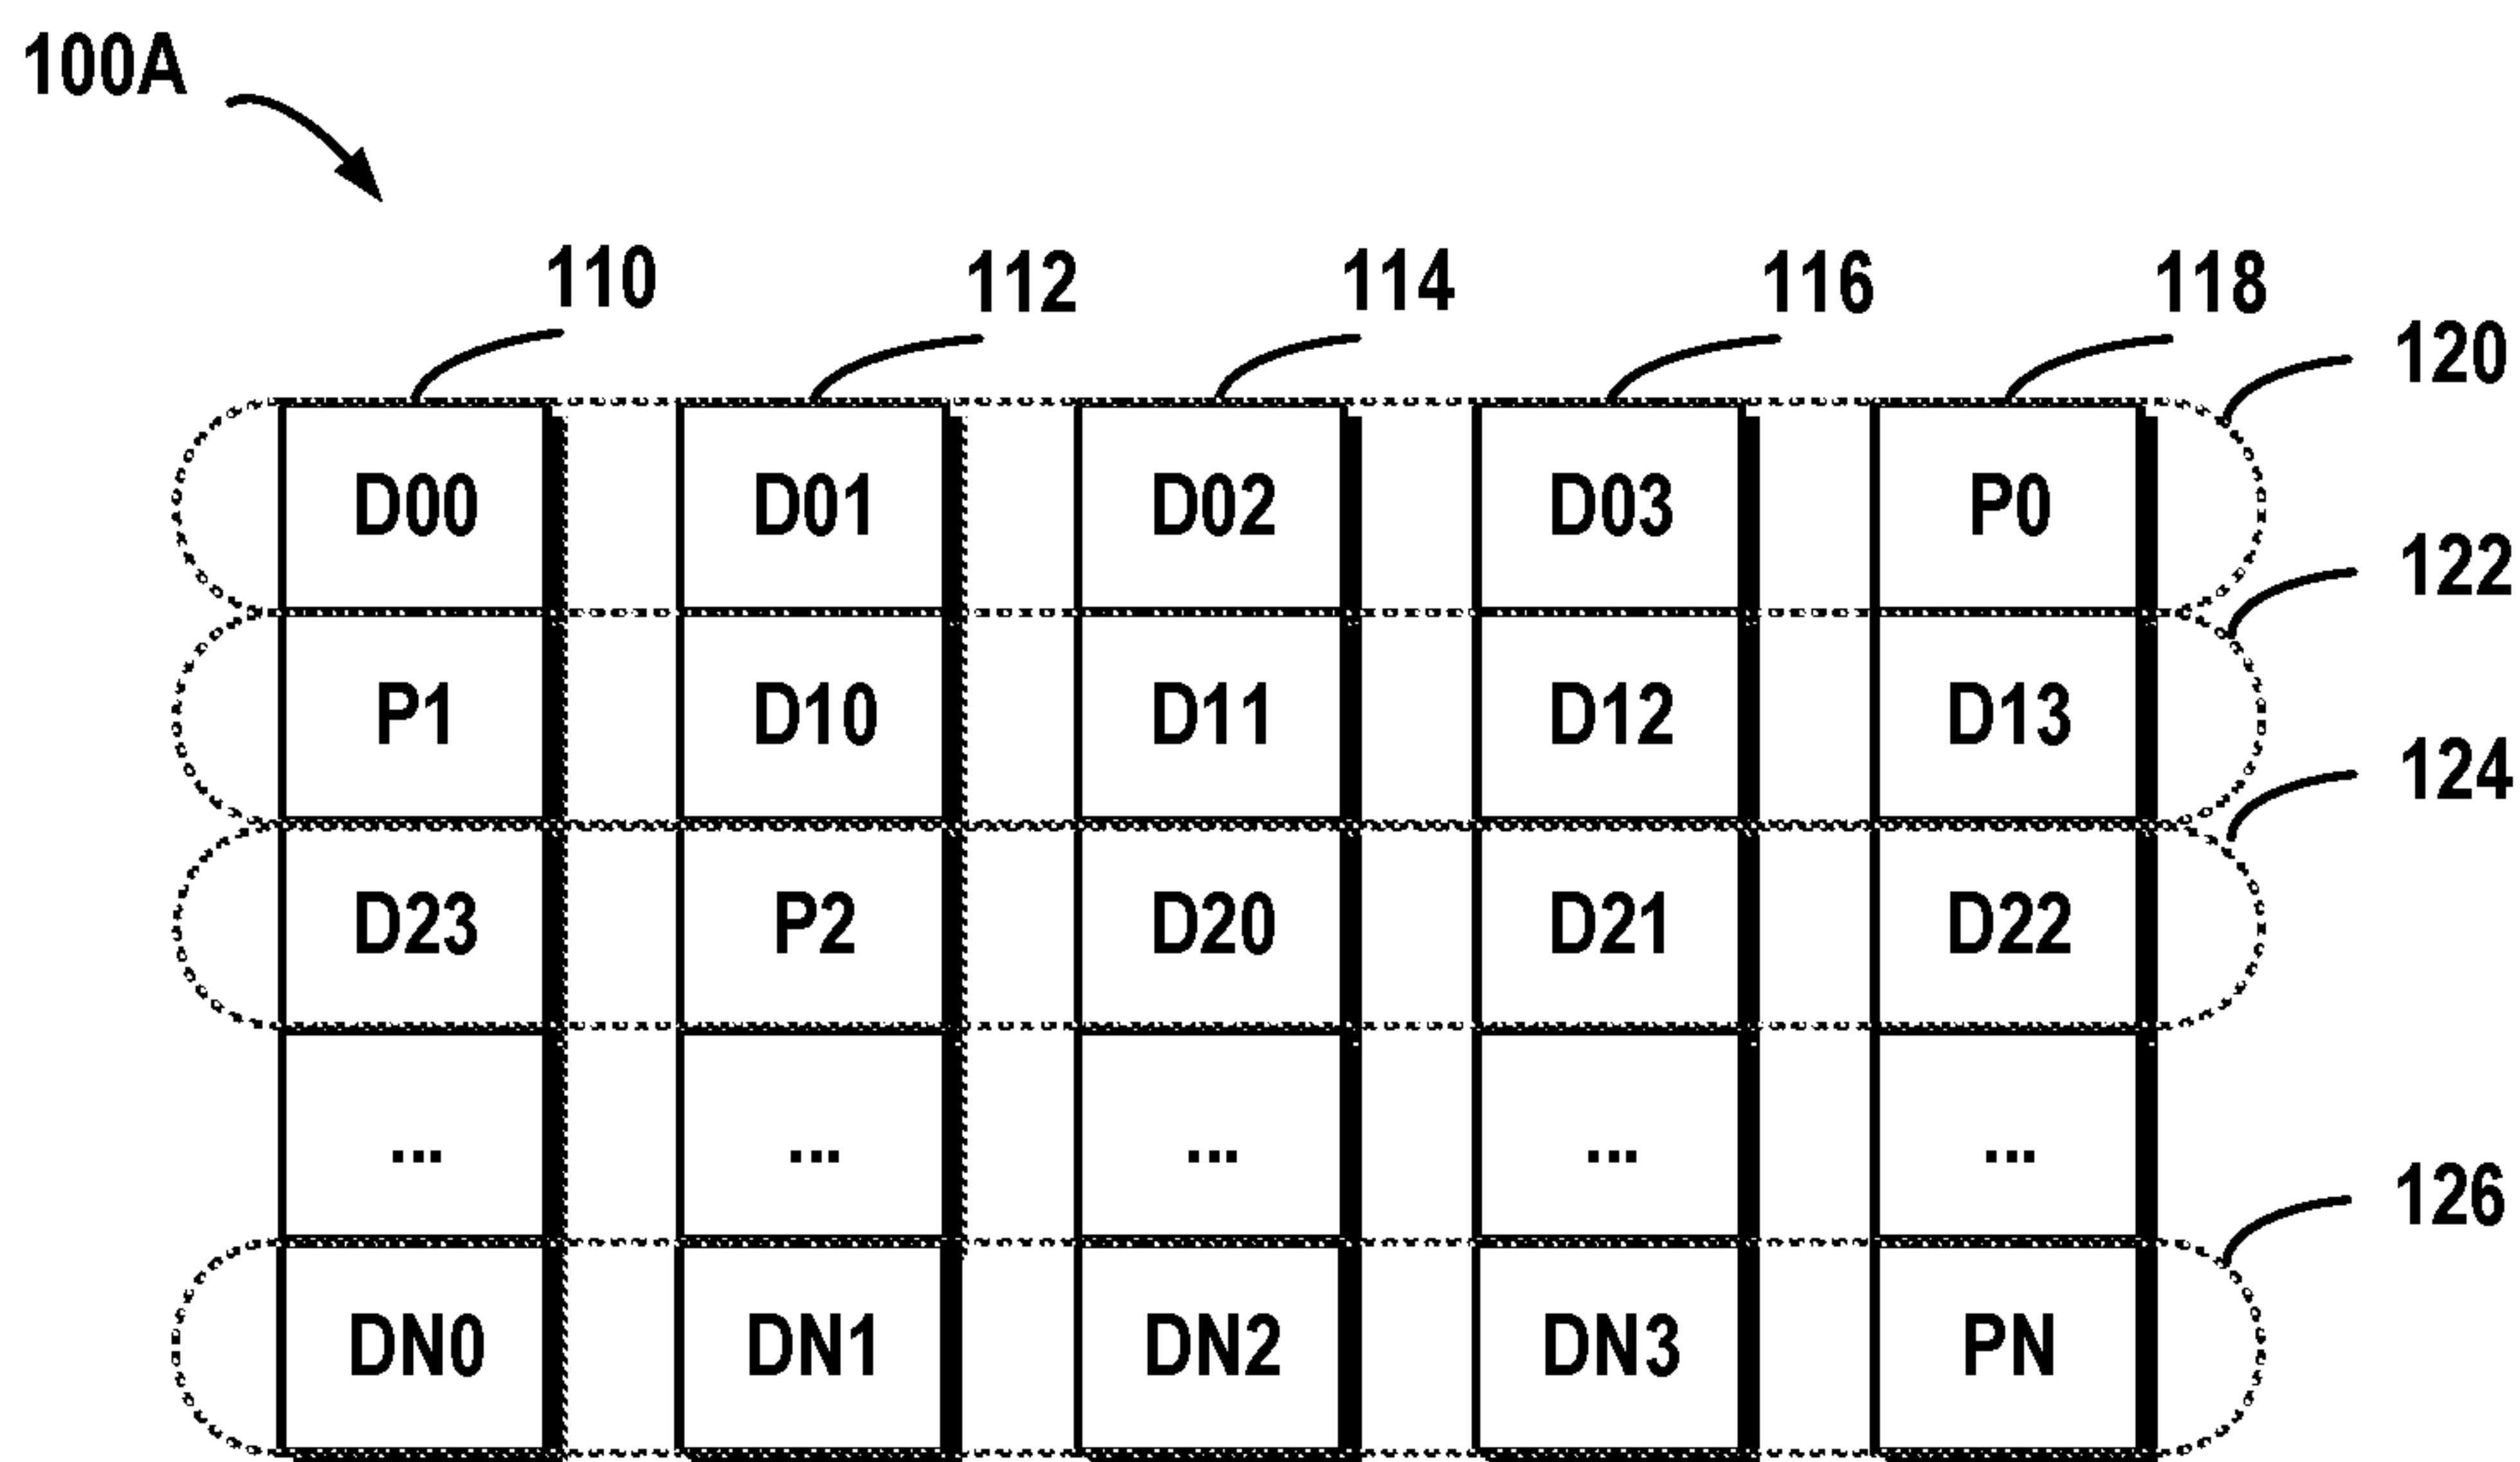 100A
110 112 114 116 118
120
D00 D01 D02 D03 P0
122
P1 D10 D11 D12 D13
124
D23 P2 D20 D21 D22
... ... ... ... ...
126
DN0 DN1 DN2 DN3 PN